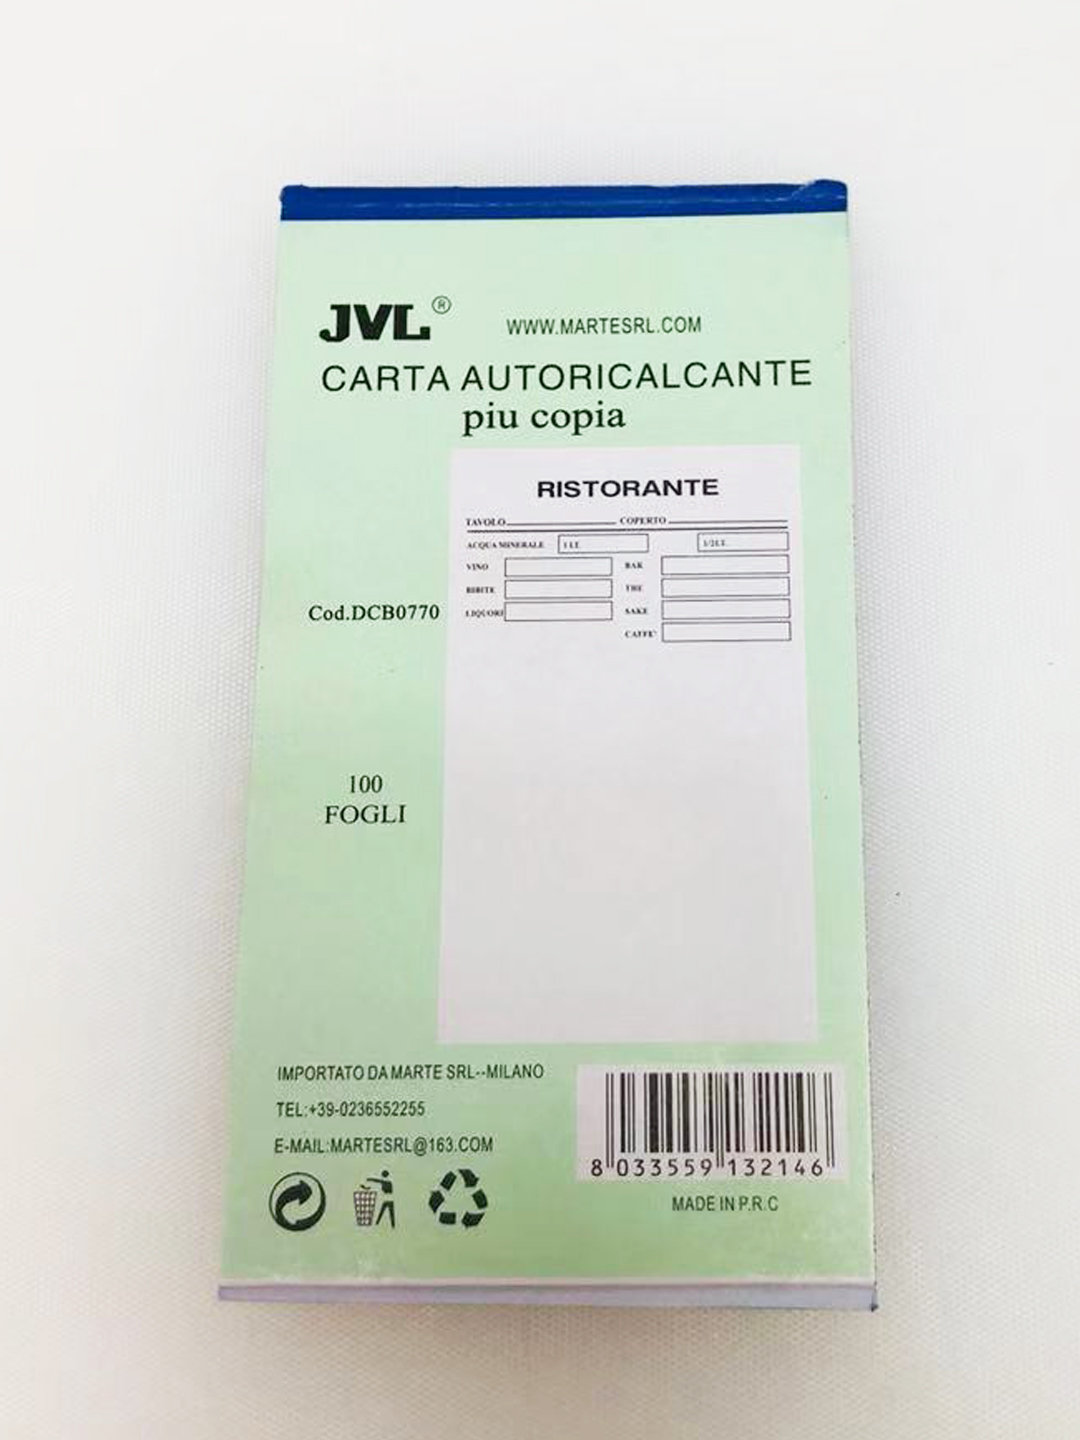 JVL®
WWW.MARTESRL.COM
CARTA AUTORICALCANTE
piu copia
RISTORANTE
TAVOLO COPERTO
ACQUA MINERALE 1 LT. 1/2 LT.
VINO BAR
BIBITE THE
LIQUORI SAKE
CAFFE'
Cod.DCB0770
100
FOGLI
IMPORTATO DA MARTE SRL--MILANO
TEL:+39-0236552255
E-MAIL:MARTESRL@163.COM
8 033559 132146
MADE IN P.R.C